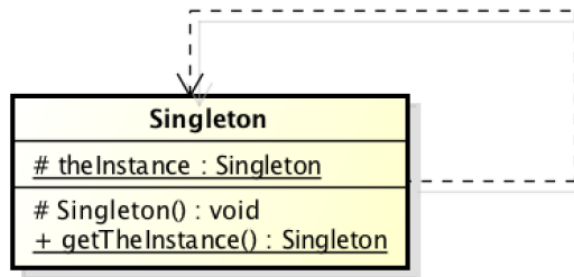 Singleton
# theInstance : Singleton
# Singleton() : void
+ getTheInstance() : Singleton